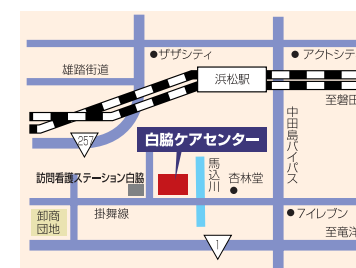 ●ザザシティ
●アクトシテ
雄踏街道
浜松駅
至磐田
257
中田島バイパス
白脇ケアセンター
訪問看護ステーション白脇
馬込川
杏林堂
卸商
団地
掛舞線
●アイレブン
至竜洋
1